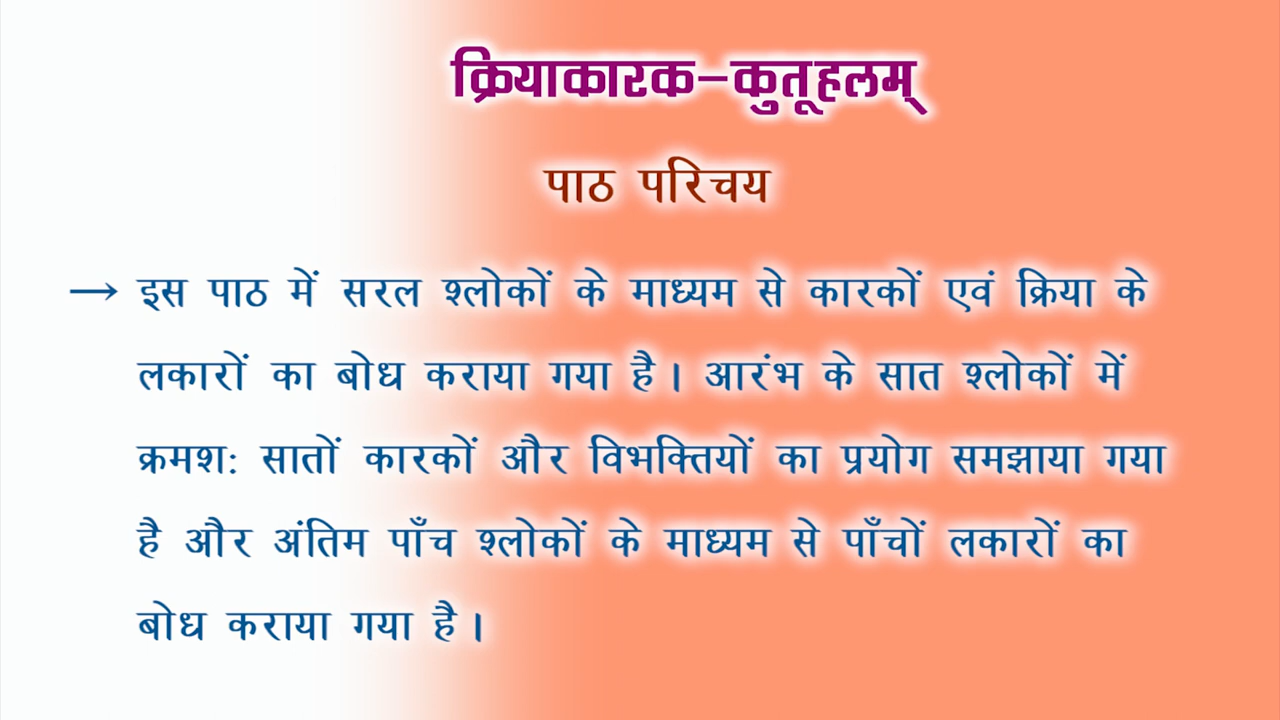 क्रियाकारक-कुतूहलम्
पाठ परिचय
→ इस पाठ में सरल श्लोकों के माध्यम से कारकों एवं क्रिया के
लकारों का बोध कराया गया है। आरंभ के सात श्लोकों में
क्रमश: सातों कारकों और विभक्तियों का प्रयोग समझाया गया
है और अंतिम पाँच श्लोकों के माध्यम से पाँचों लकारों का
बोध कराया गया है।